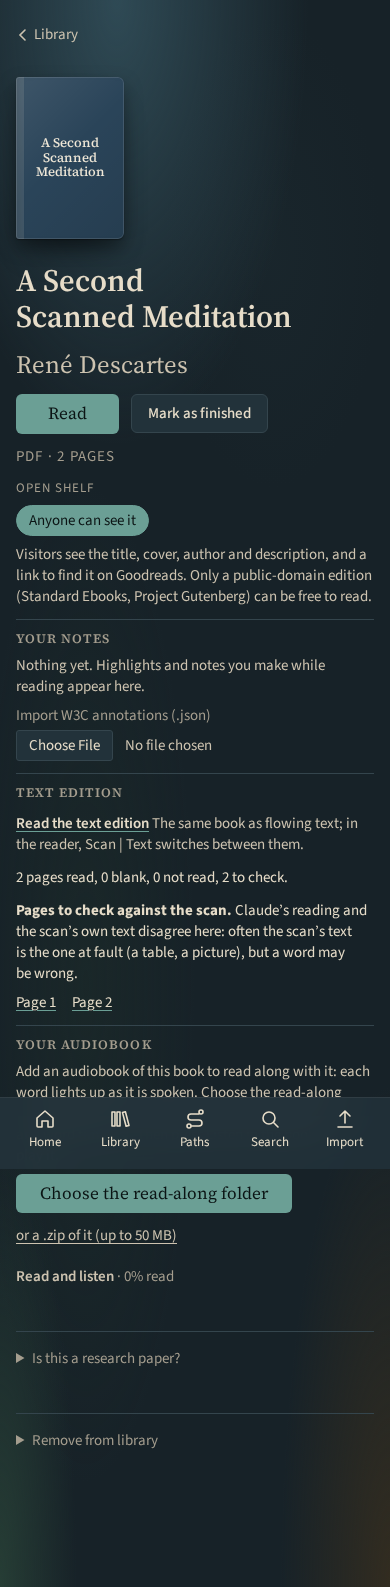 Library
A Second
Scanned
Meditation
A Second
Scanned Meditation
René Descartes
Read
Mark as finished
PDF · 2 PAGES
OPEN SHELF
Anyone can see it
Visitors see the title, cover, author and description, and a
link to find it on Goodreads. Only a public-domain edition
(Standard Ebooks, Project Gutenberg) can be free to read.
YOUR NOTES
Nothing yet. Highlights and notes you make while
reading appear here.
Import W3C annotations (.json)
Choose File No file chosen
TEXT EDITION
Read the text edition The same book as flowing text; in
the reader, Scan | Text switches between them.
2 pages read, 0 blank, 0 not read, 2 to check.
Pages to check against the scan. Claude’s reading and
the scan’s own text disagree here: often the scan’s text
is the one at fault (a table, a picture), but a word may
be wrong.
Page 1 Page 2
YOUR AUDIOBOOK
Add an audiobook of this book to read along with it: each
word lights up as it is spoken. Choose the read-along
Home
Library
Paths
Search
Import
Choose the read-along folder
or a .zip of it (up to 50 MB)
Read and listen · 0% read
Is this a research paper?
Remove from library